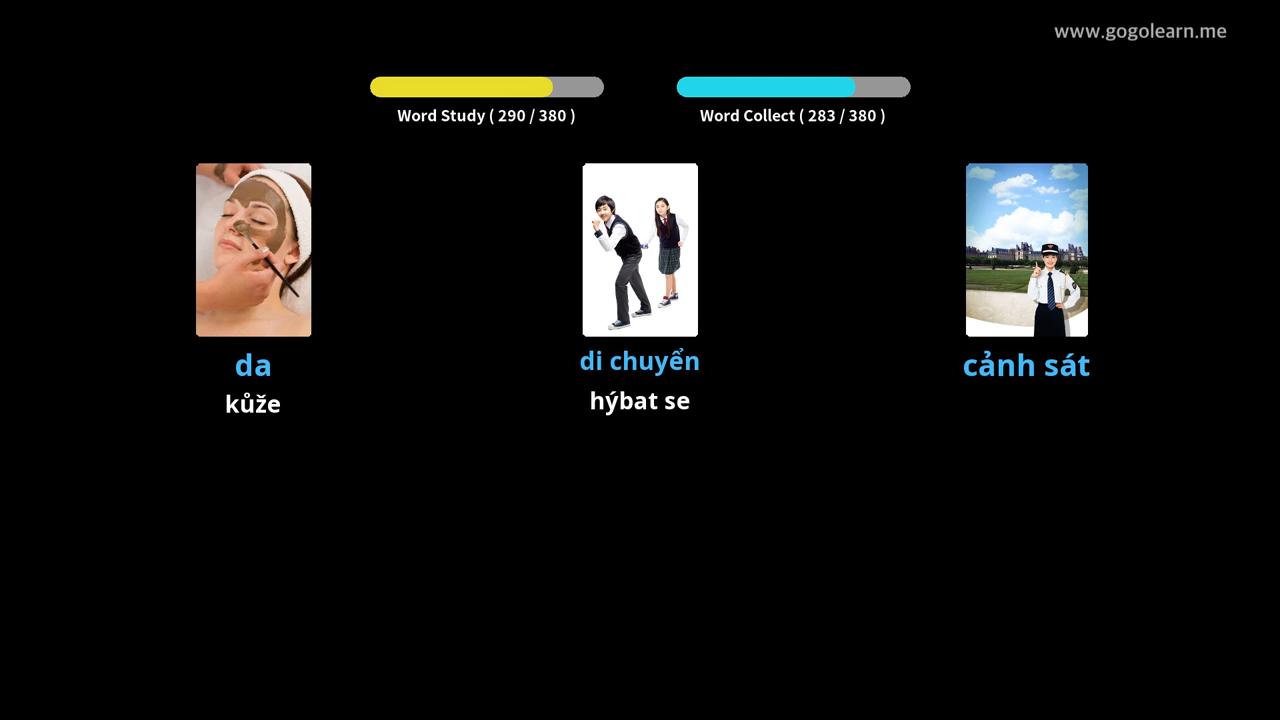 www.gogolearn.me
Word Study ( 290 / 380 )
Word Collect ( 283 / 380 )
da
kůže
di chuyển
hýbat se
cảnh sát